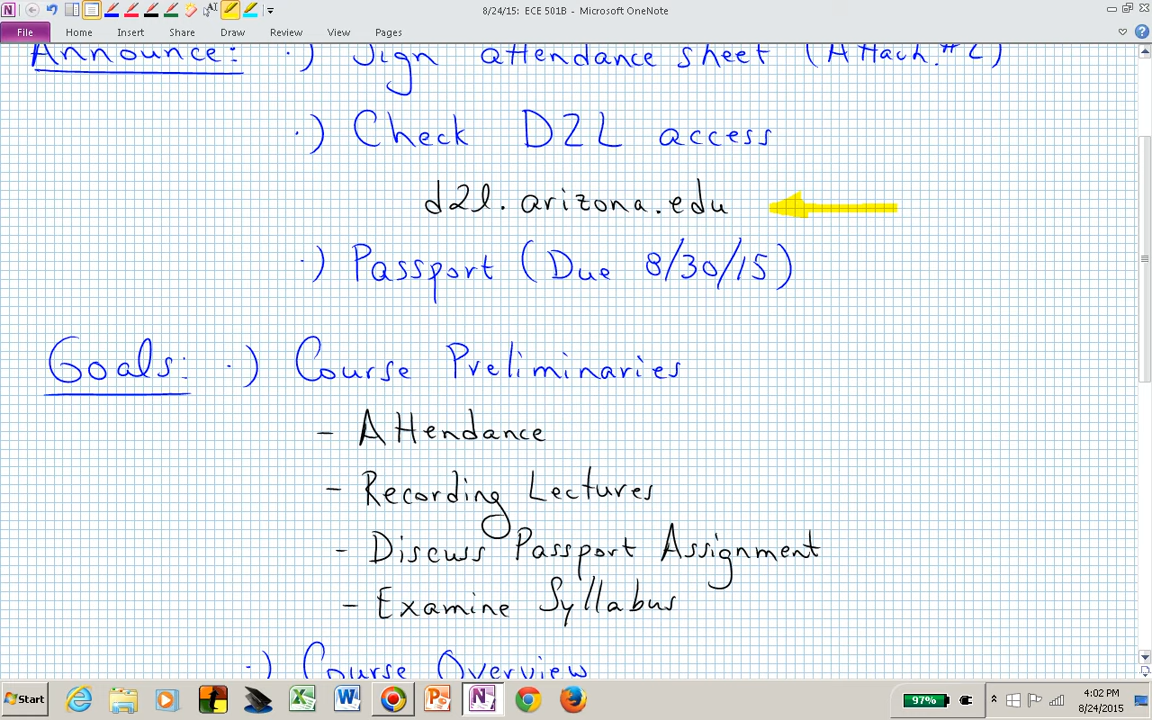 8/24/15: ECE 501B - Microsoft OneNote
File Home Insert Share Draw Review View Pages
Announce: ·) Sign attendance sheet (Attach. # 2)
·) Check D2L access
d2l.arizona.edu
·) Passport (Due 8/30/15)
Goals: ·) Course Preliminaries
- Attendance
- Recording Lectures
- Discuss Passport Assignment
- Examine Syllabus
·) Course Overview
Start
97%
4:02 PM
8/24/2015